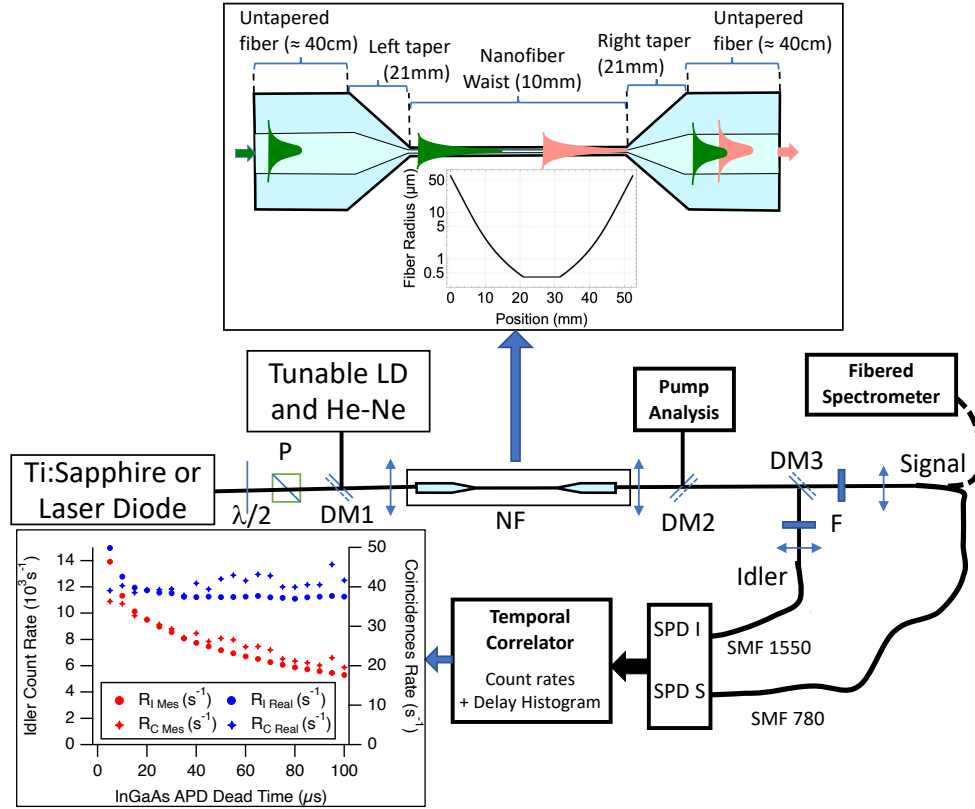 Untapered
fiber (≈ 40cm)
Left taper
(21mm)
Nanofiber
Waist (10mm)
Right taper
(21mm)
Untapered
fiber (≈ 40cm)
Fiber Radius (μm)
50
10
5
1
0.5
0 10 20 30 40 50
Position (mm)
Tunable LD
and He-Ne
Pump
Analysis
Fibered
Spectrometer
Ti:Sapphire or
Laser Diode
λ/2
P
DM1
NF
DM2
DM3
F
Signal
Idler
SPD I
SPD S
SMF 1550
SMF 780
Temporal
Correlator
Count rates
+ Delay Histogram
Idler Count Rate (10³ s⁻¹)
14
12
10
8
6
4
2
0
50
40
30
20
10
0
Coincidences Rate (s⁻¹)
R_I Mes (s⁻¹) R_I Real (s⁻¹)
R_C Mes (s⁻¹) R_C Real (s⁻¹)
0 20 40 60 80 100
InGaAs APD Dead Time (μs)